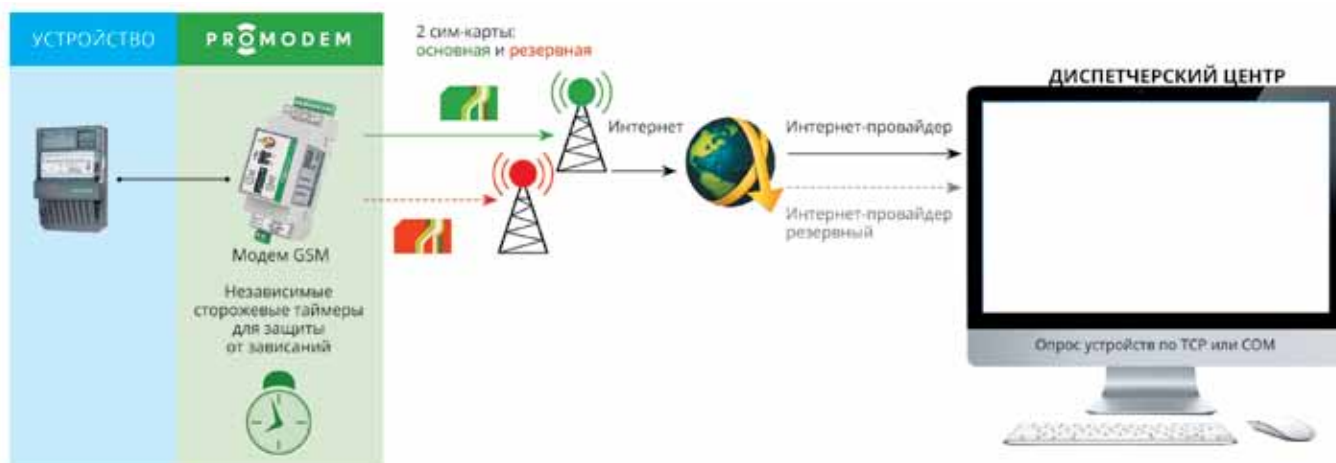 УСТРОЙСТВО
PROMODEM
2 сим-карты:
основная и резервная
ДИСПЕТЧЕРСКИЙ ЦЕНТР
Интернет
Интернет-провайдер
Интернет-провайдер
резервный
Модем GSM
Независимые
сторожевые таймеры
для защиты
от зависаний
Опрос устройств по TCP или COM